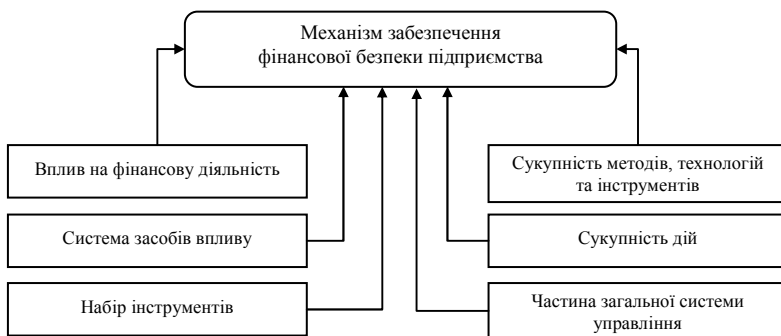 Механізм забезпечення
фінансової безпеки підприємства
Вплив на фінансову діяльність
Сукупність методів, технологій
та інструментів
Система засобів впливу
Сукупність дій
Набір інструментів
Частина загальної системи
управління